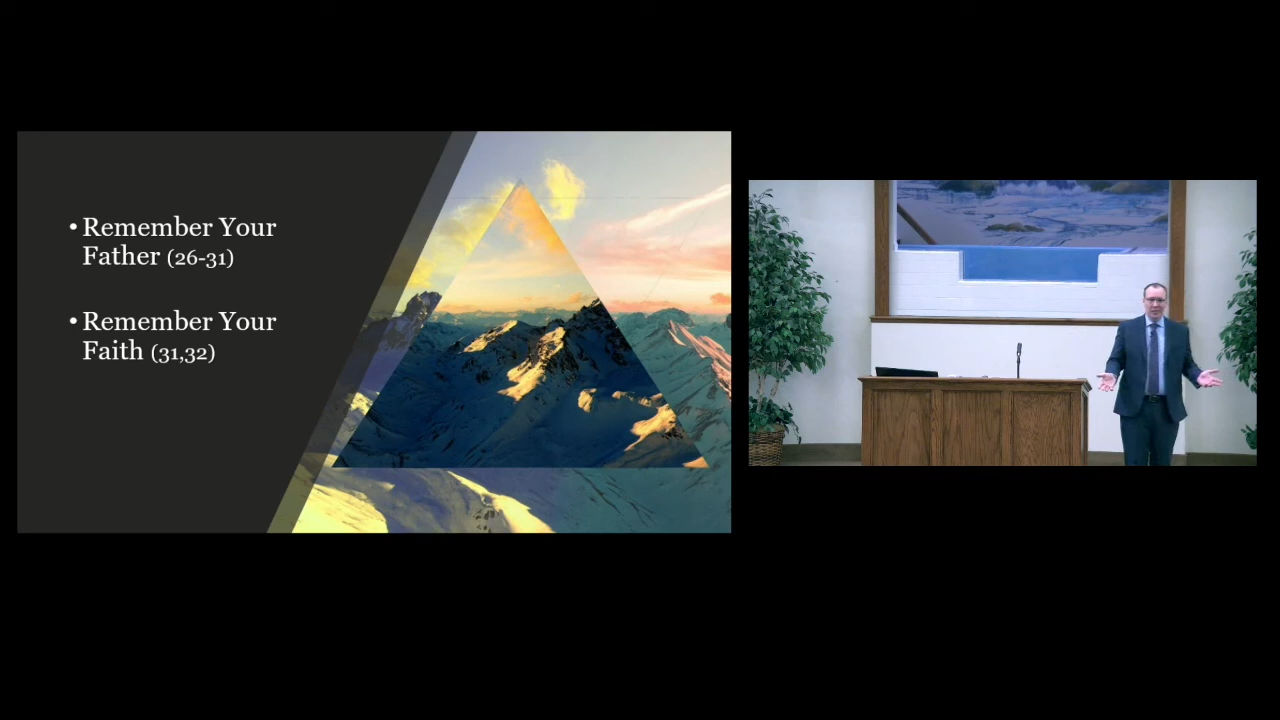 • Remember Your
Father (26-31)
• Remember Your
Faith (31,32)